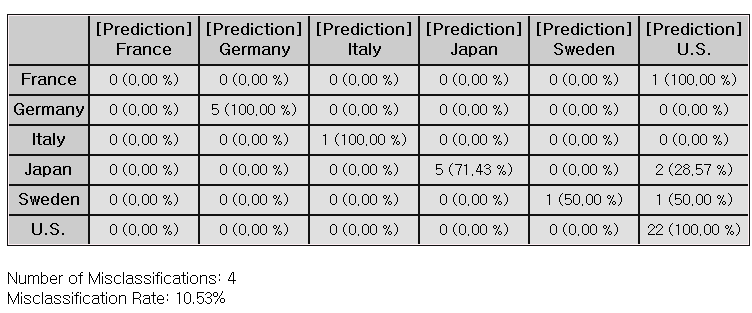 [Prediction] France [Prediction] Germany [Prediction] Italy [Prediction] Japan [Prediction] Sweden [Prediction] U.S.
France 0 (0,00 %) 0 (0,00 %) 0 (0,00 %) 0 (0,00 %) 0 (0,00 %) 1 (100,00 %)
Germany 0 (0,00 %) 5 (100,00 %) 0 (0,00 %) 0 (0,00 %) 0 (0,00 %) 0 (0,00 %)
Italy 0 (0,00 %) 0 (0,00 %) 1 (100,00 %) 0 (0,00 %) 0 (0,00 %) 0 (0,00 %)
Japan 0 (0,00 %) 0 (0,00 %) 0 (0,00 %) 5 (71,43 %) 0 (0,00 %) 2 (28,57 %)
Sweden 0 (0,00 %) 0 (0,00 %) 0 (0,00 %) 0 (0,00 %) 1 (50,00 %) 1 (50,00 %)
U.S. 0 (0,00 %) 0 (0,00 %) 0 (0,00 %) 0 (0,00 %) 0 (0,00 %) 22 (100,00 %)
Number of Misclassifications: 4
Misclassification Rate: 10.53%